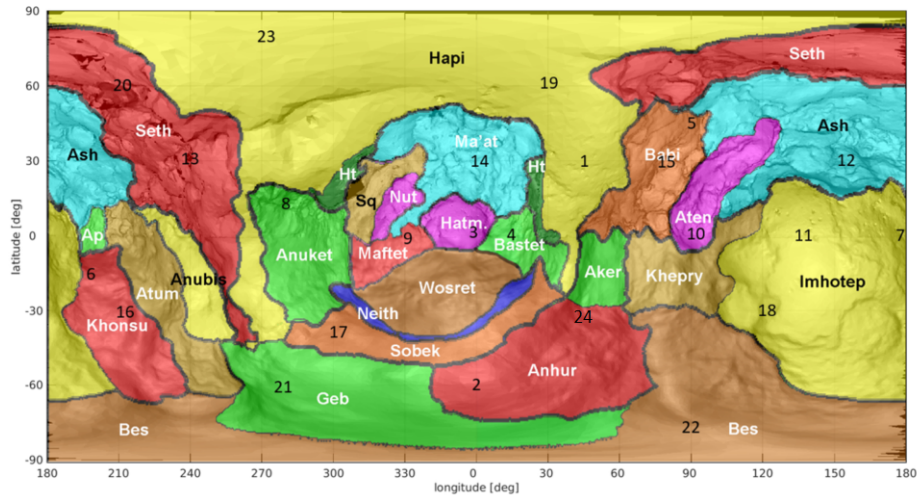 90
23
Hapi
Seth
60
20
19
Ash
Seth
Ma'at
5
Ash
30
13
Ht
14
Ht
1
Babi
15
12
8
Sq
Nut
Aten
0
Ap
9
Hatm.
3
4
Bastet
10
11
7
6
Anubis
Anuket
Maftet
Aker
Khepry
Imhotep
Atum
Wosret
-30
Khonsu
16
17
Neith
24
18
Sobek
-60
21
Geb
2
Anhur
Bes
22
Bes
-90
180 210 240 270 300 330 0 30 60 90 120 150 180
latitude [deg]
longitude [deg]